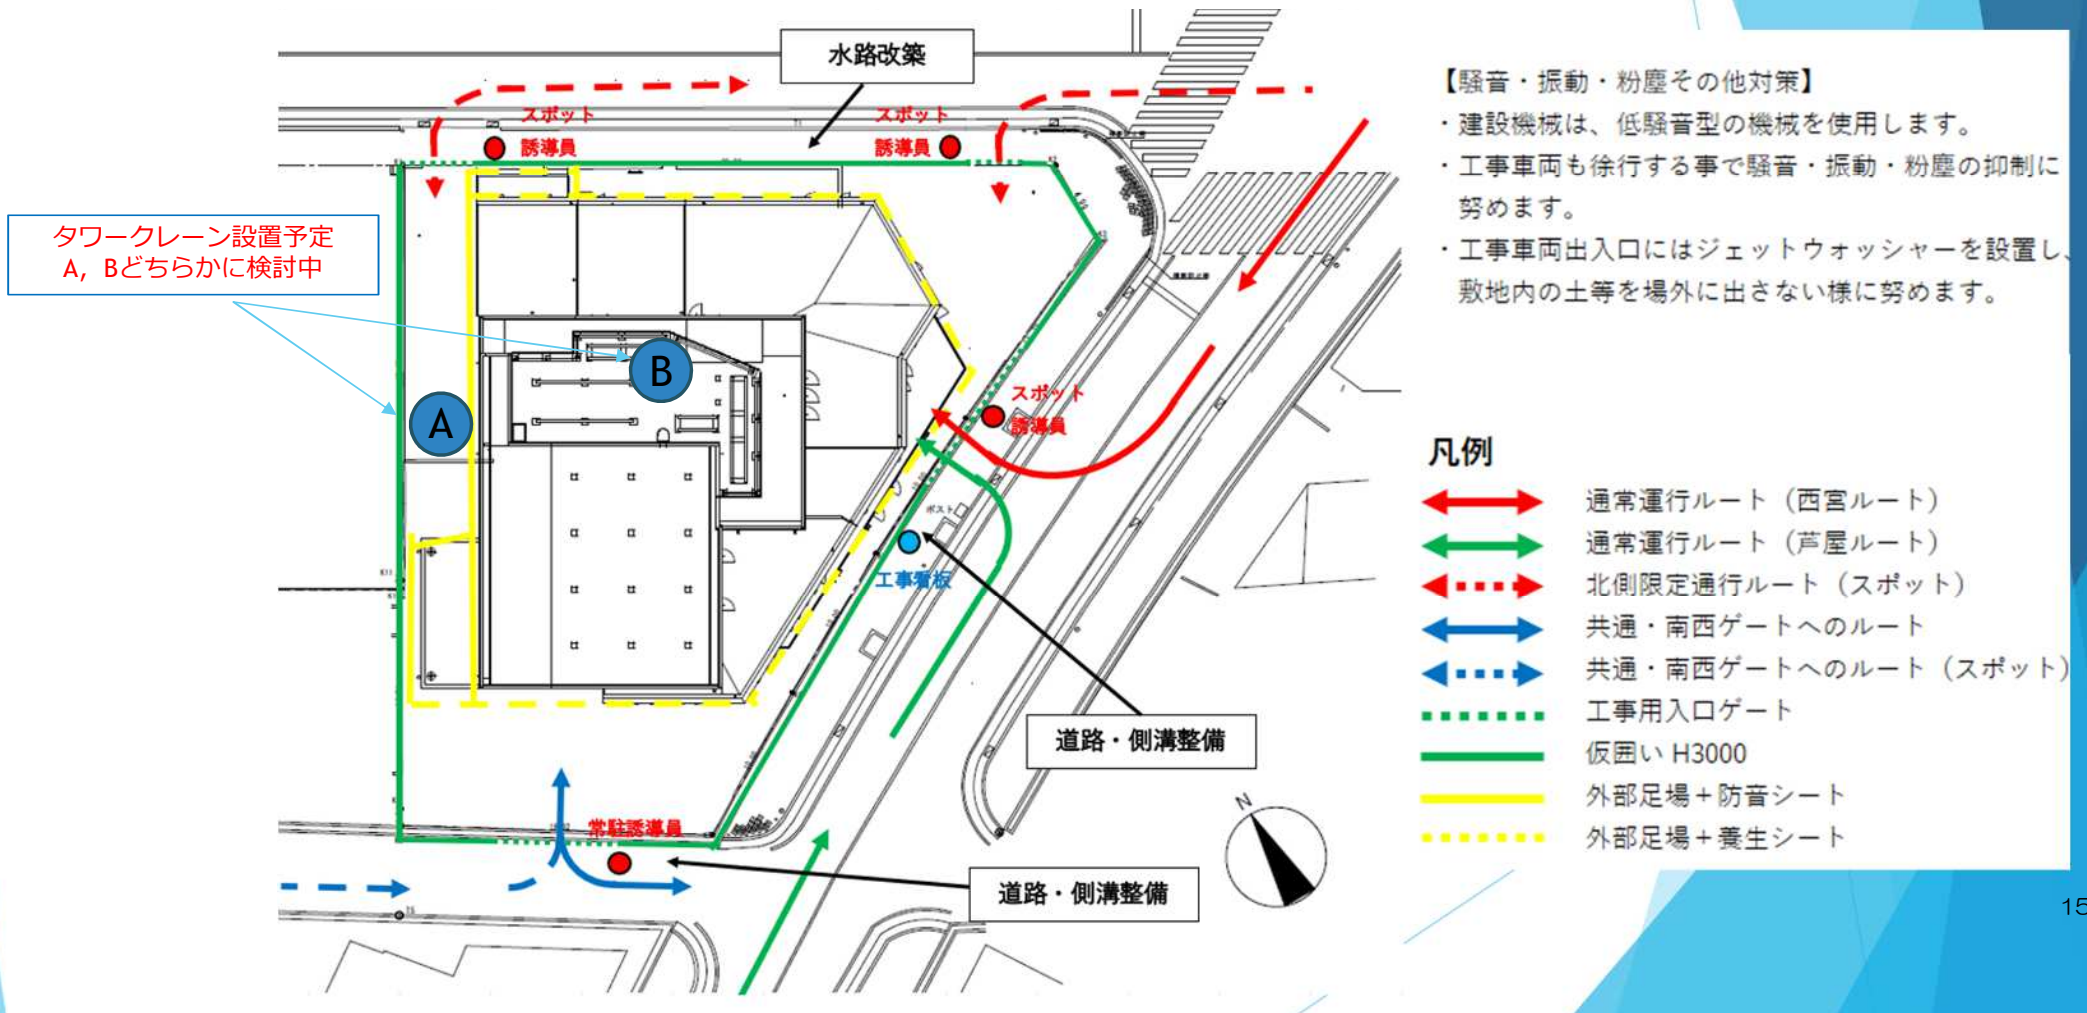 水路改築
スポット
誘導員
スポット
誘導員
タワークレーン設置予定
A, Bどちらかに検討中
A
B
スポット
誘導員
ポスト
工事看板
道路・側溝整備
常駐誘導員
道路・側溝整備
N
【騒音・振動・粉塵その他対策】
・建設機械は、低騒音型の機械を使用します。
・工事車両も徐行する事で騒音・振動・粉塵の抑制に
努めます。
・工事車両出入口にはジェットウォッシャーを設置し、
敷地内の土等を場外に出さない様に努めます。
凡例
通常運行ルート（西宮ルート）
通常運行ルート（芦屋ルート）
北側限定通行ルート（スポット）
共通・南西ゲートへのルート
共通・南西ゲートへのルート（スポット）
工事用入口ゲート
仮囲い H3000
外部足場＋防音シート
外部足場＋養生シート
15